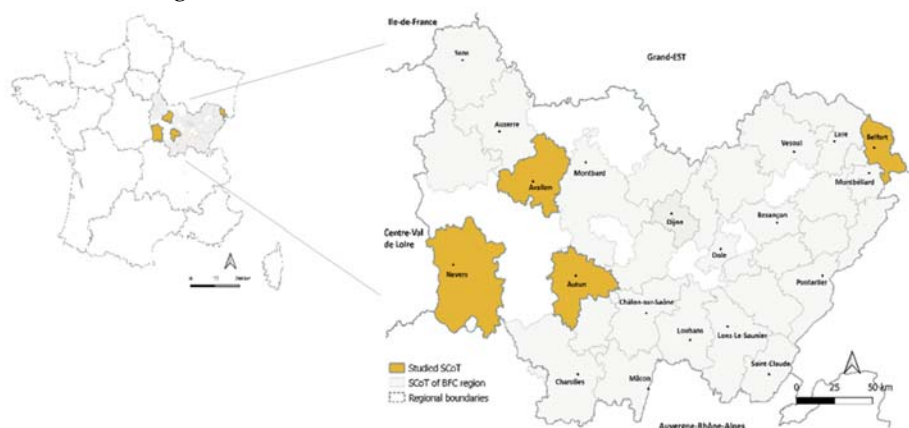 Ile-de-France
Grand-EST
Sens
Auxerre
Avallon
Montbard
Vesoul
Lure
Belfort
Montbéliard
Dijon
Besançon
Dole
Centre-Val
de Loire
Nevers
Autun
Pontarlier
Châlon-sur-Saône
Louhans
Lons Le Saunier
Saint Claude
Charolles
Mâcon
Studied SCoT
SCoT of BFC region
Regional boundaries
0 25 50 km
Auvergne-Rhône-Alpes